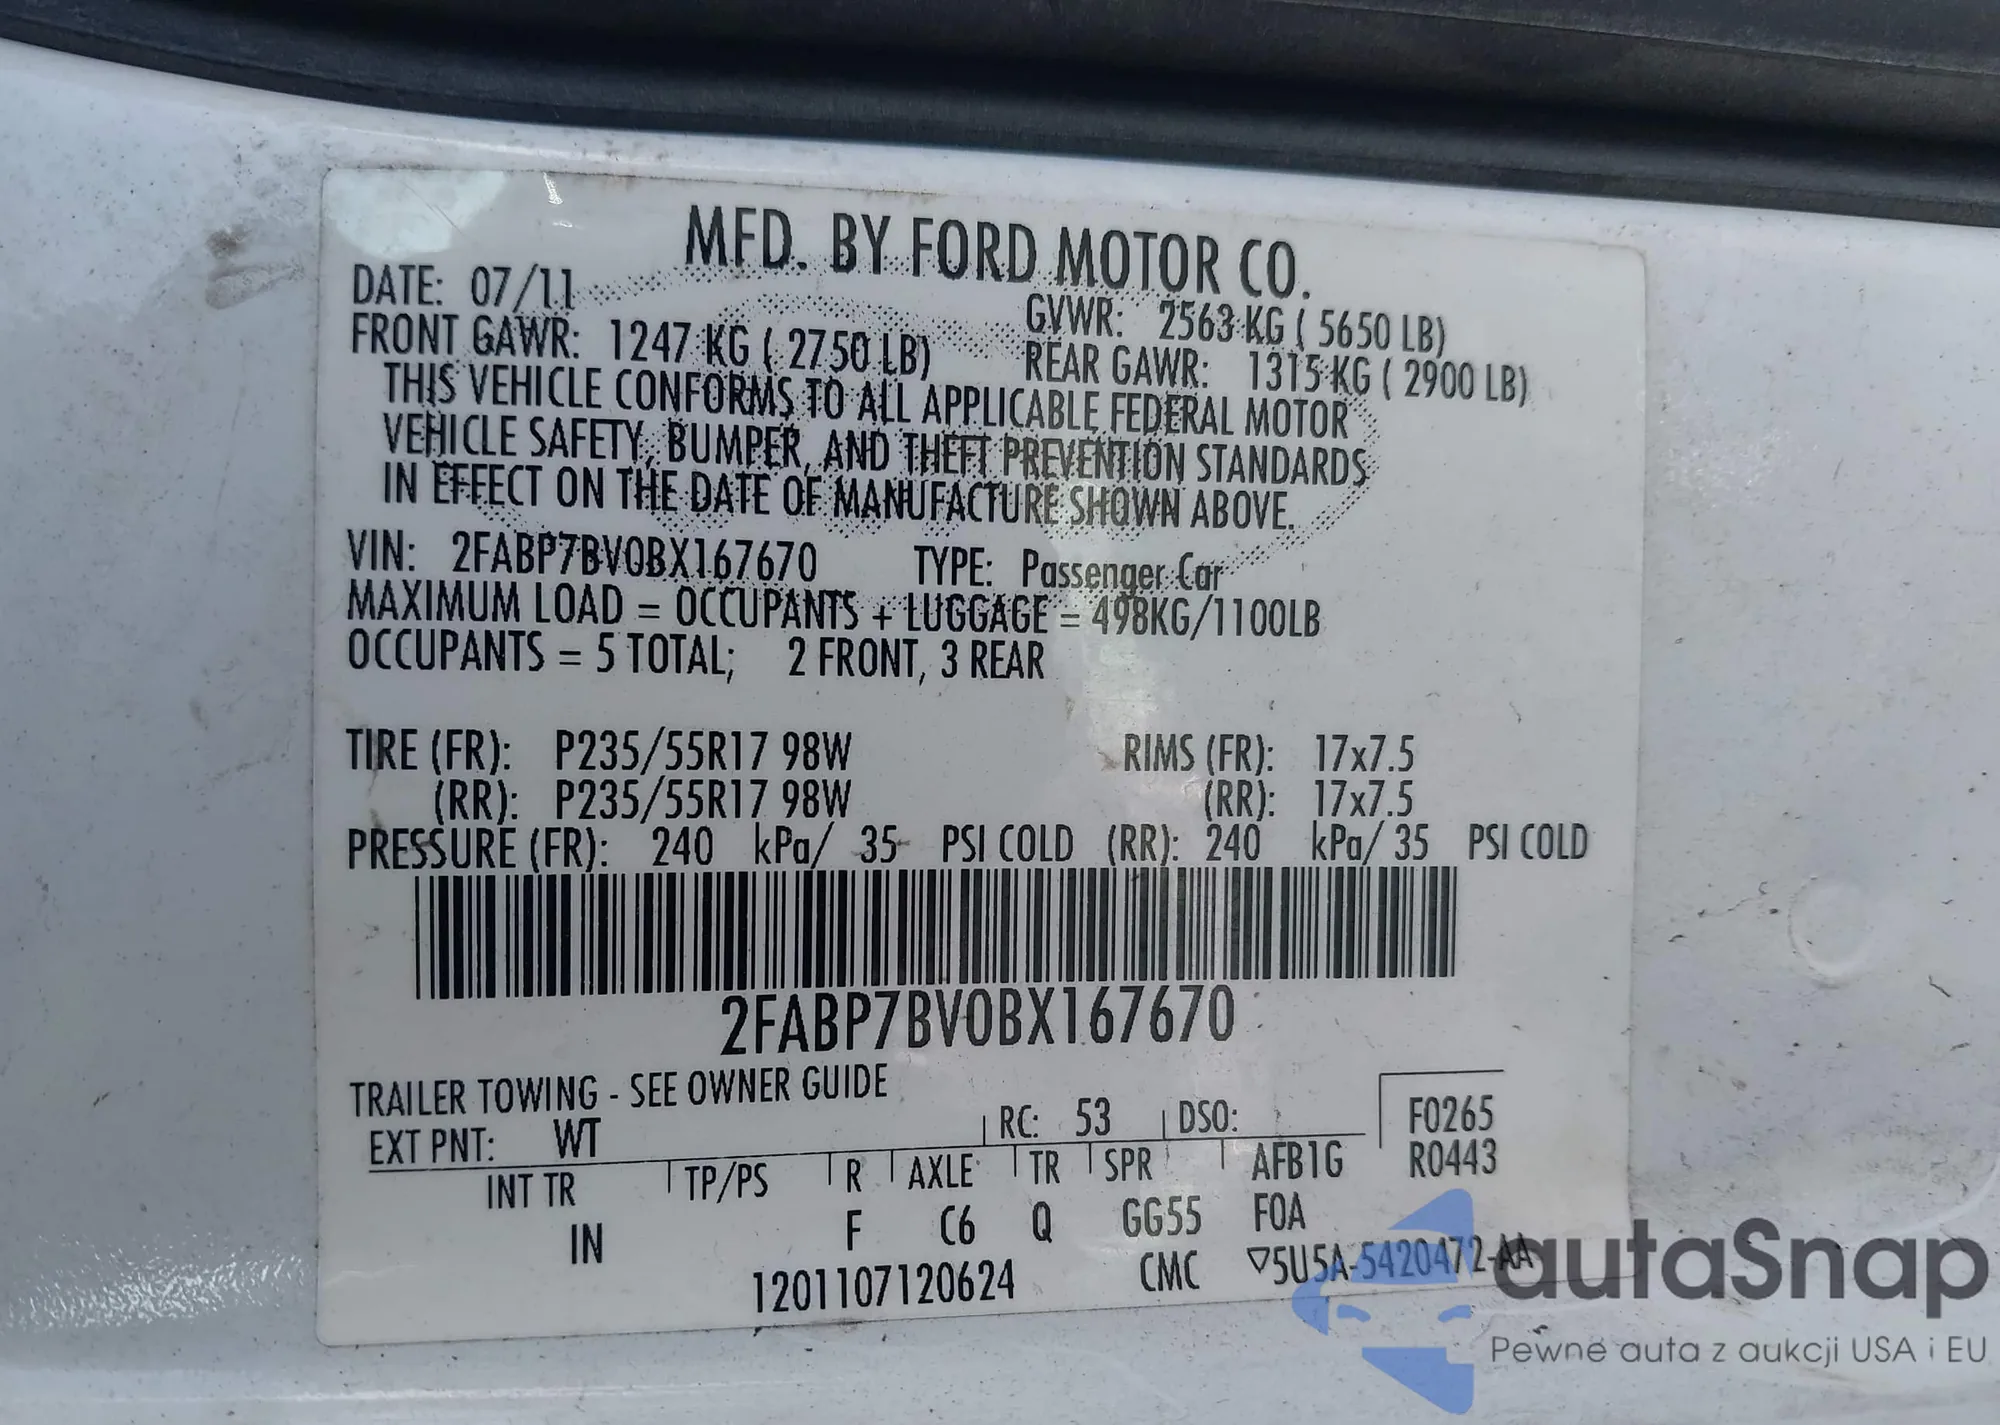 MFD. BY FORD MOTOR CO.
DATE: 07/11 GVWR: 2563 KG ( 5650 LB)
FRONT GAWR: 1247 KG ( 2750 LB) REAR GAWR: 1315 KG ( 2900 LB)
THIS VEHICLE CONFORMS TO ALL APPLICABLE FEDERAL MOTOR
VEHICLE SAFETY, BUMPER, AND THEFT PREVENTION STANDARDS
IN EFFECT ON THE DATE OF MANUFACTURE SHOWN ABOVE.
VIN: 2FABP7BV0BX167670 TYPE: Passenger Car
MAXIMUM LOAD = OCCUPANTS + LUGGAGE = 498KG/1100LB
OCCUPANTS = 5 TOTAL; 2 FRONT, 3 REAR
TIRE (FR): P235/55R17 98W RIMS (FR): 17x7.5
(RR): P235/55R17 98W (RR): 17x7.5
PRESSURE (FR): 240 kPa/ 35 PSI COLD (RR): 240 kPa/ 35 PSI COLD
2FABP7BV0BX167670
TRAILER TOWING - SEE OWNER GUIDE
EXT PNT: WT RC: 53 DSO: F0265
INT TR TP/PS R AXLE TR SPR AFB1G R0443
IN F C6 Q GG55 FOA
1201107120624 CMC ▽5U5A-5420472-AA
autaSnap
Pewne auta z aukcji USA i EU